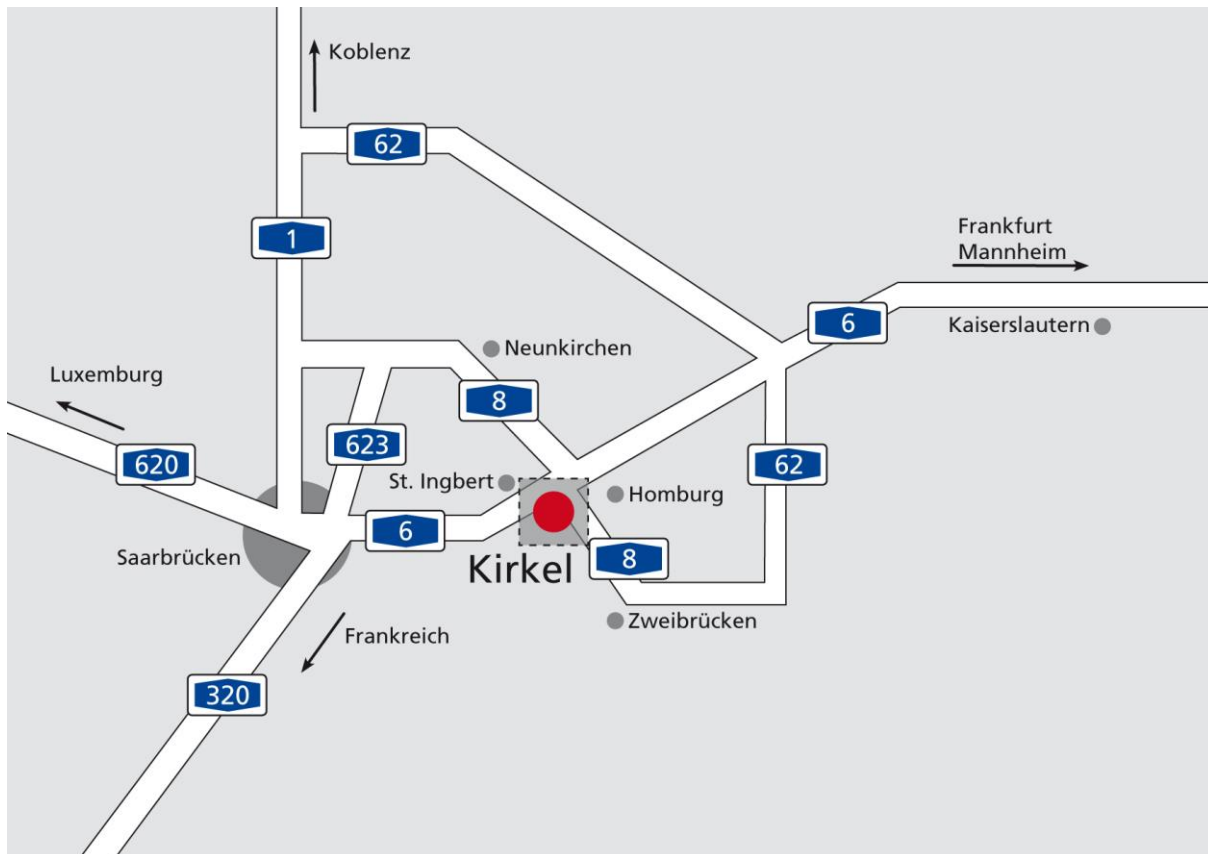 Koblenz
62
1
Frankfurt
Mannheim
6
Kaiserslautern
Neunkirchen
Luxemburg
8
623
620
62
St. Ingbert
Homburg
6
Saarbrücken
Kirkel
8
Zweibrücken
Frankreich
320